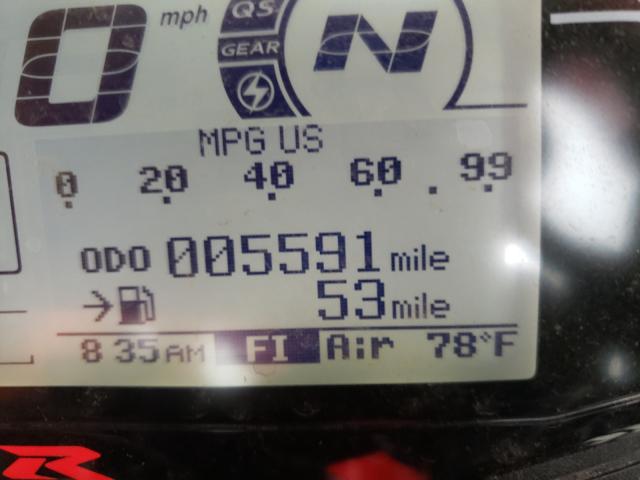 0 mph QS N
GEAR
MPG US
0 20 40 60 . 99
ODO 005591 mile
53 mile
8 35 AM FI Air 78°F
R